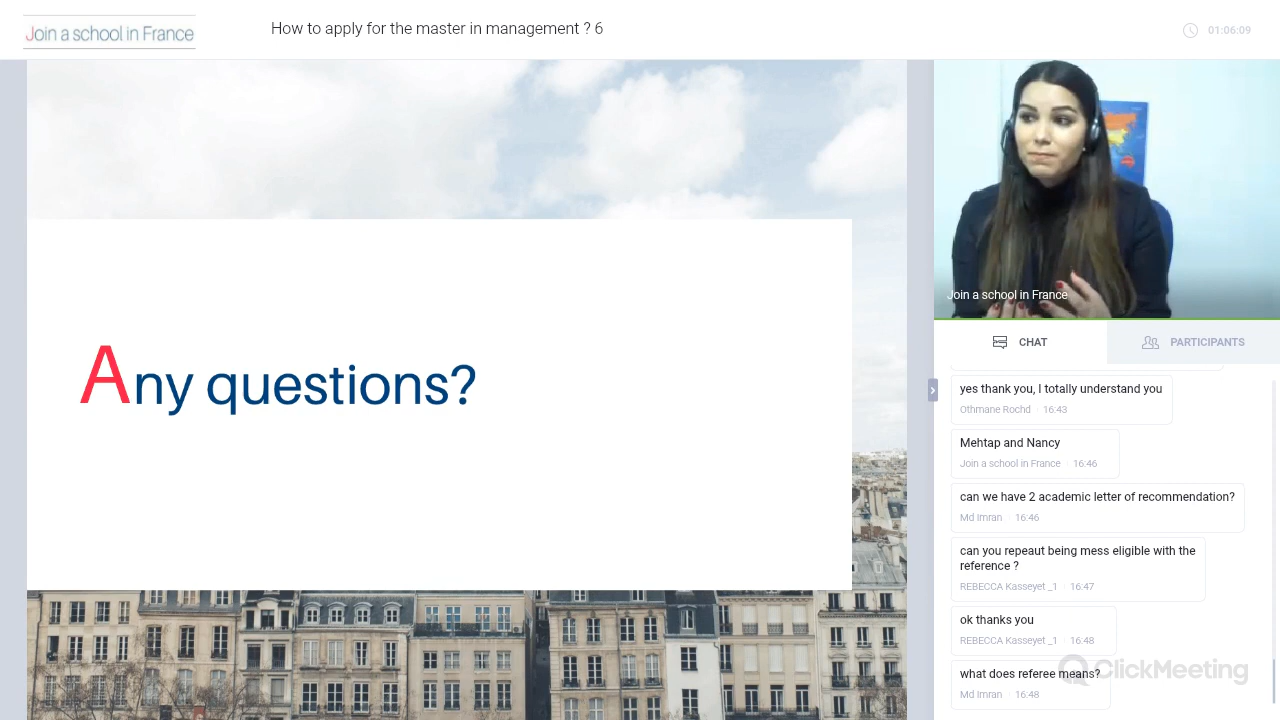 Join a school in France
How to apply for the master in management ? 6
01:06:09
Any questions?
Join a school in France
CHAT
PARTICIPANTS
yes thank you, I totally understand you
Othmane Rochd 16:43
Mehtap and Nancy
Join a school in France 16:46
can we have 2 academic letter of recommendation?
Md Imran 16:46
can you repeaut being mess eligible with the
reference ?
REBECCA Kasseyet _1 16:47
ok thanks you
REBECCA Kasseyet _1 16:48
what does referee means?
Md Imran 16:48
ClickMeeting